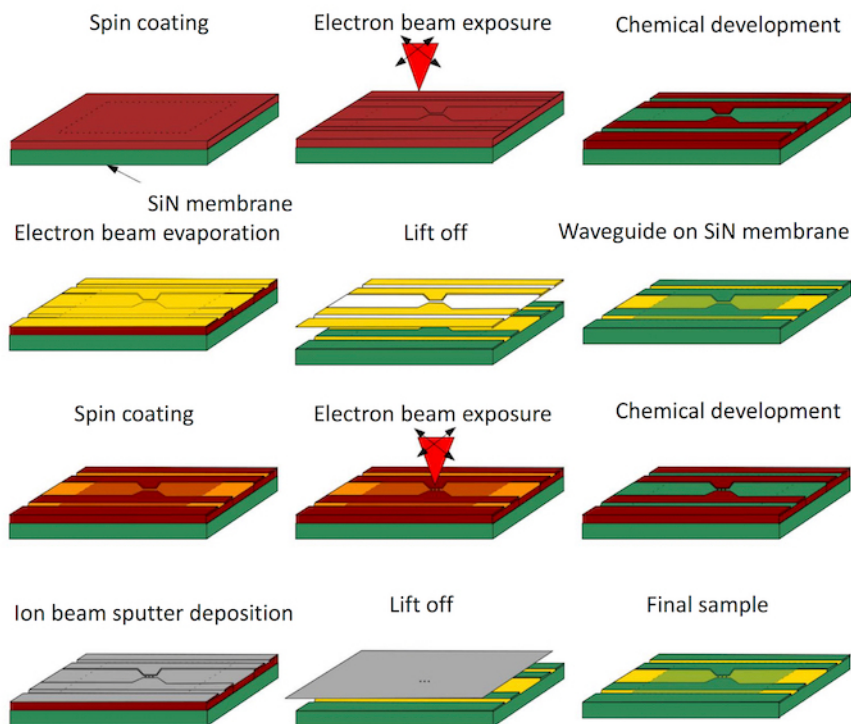 Spin coating
Electron beam exposure
Chemical development
SiN membrane
Electron beam evaporation
Lift off
Waveguide on SiN membrane
Spin coating
Electron beam exposure
Chemical development
Ion beam sputter deposition
Lift off
Final sample